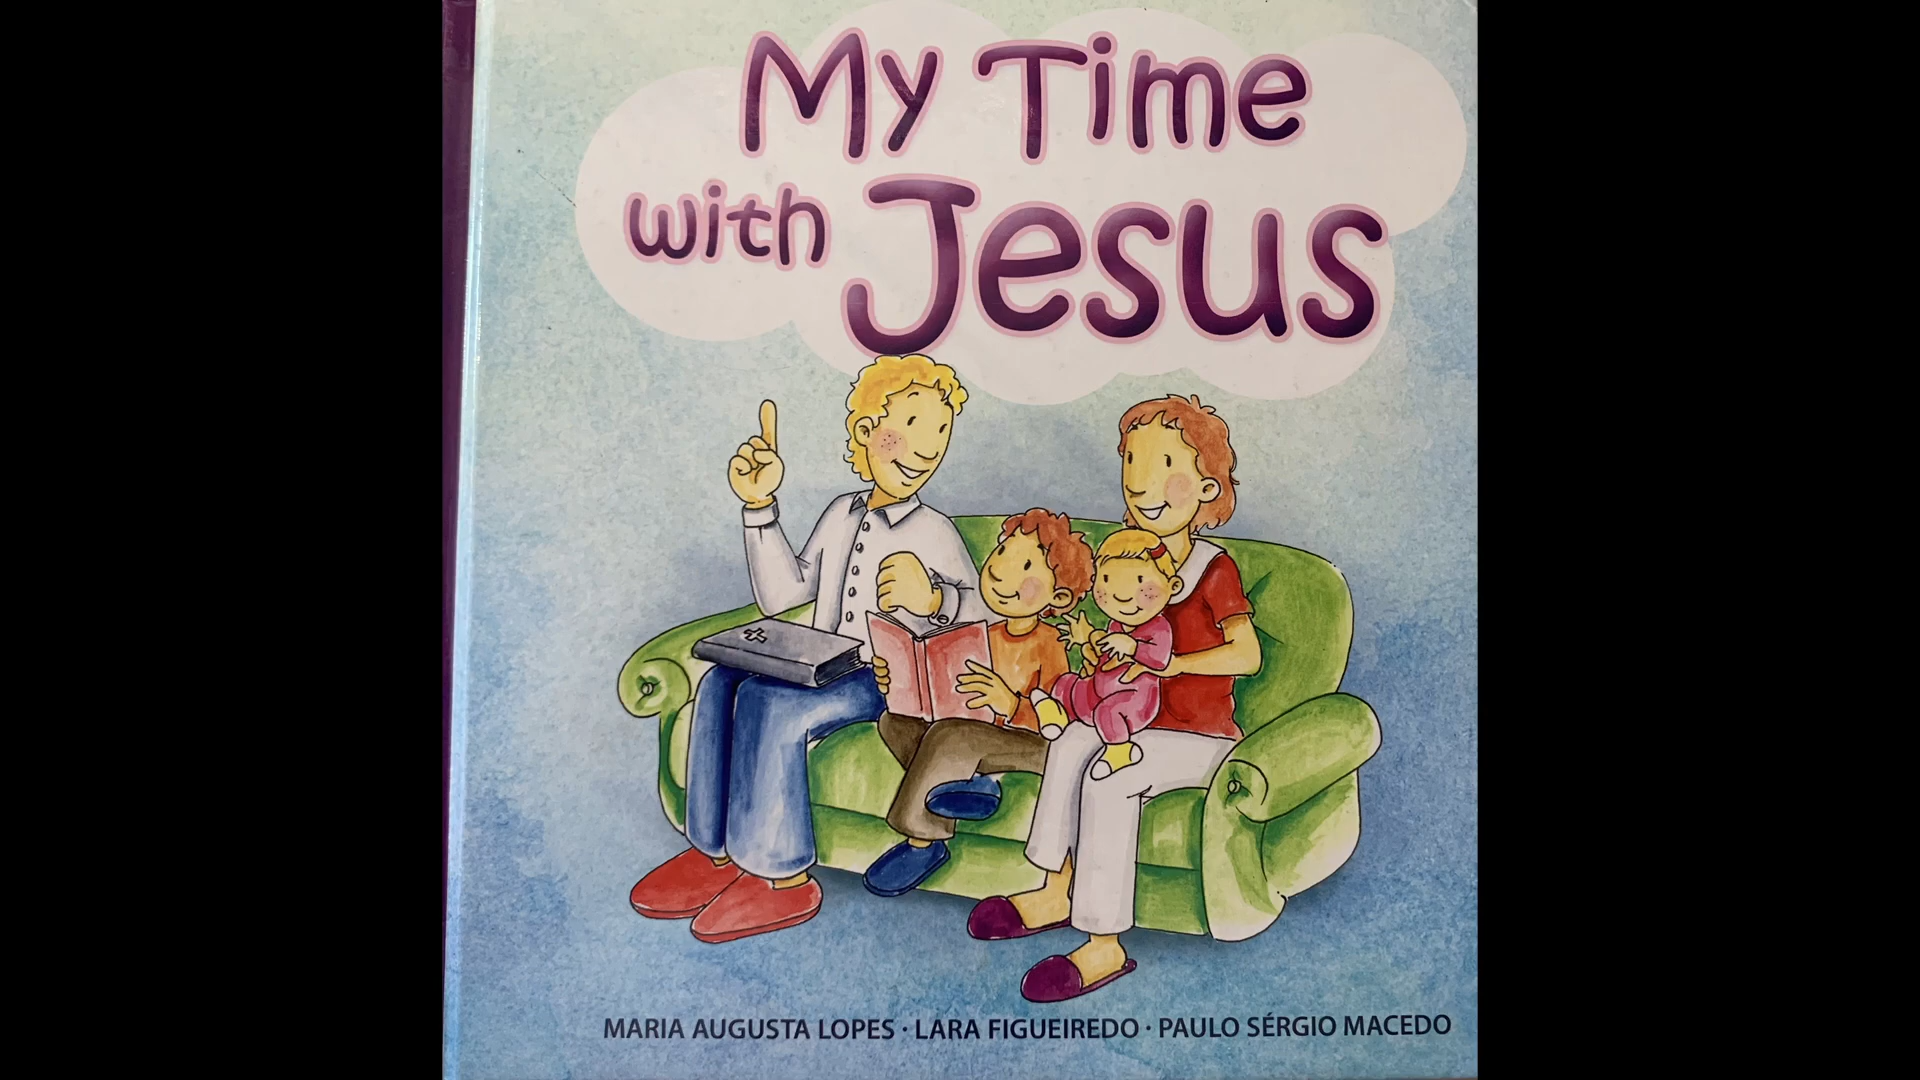 My Time
with Jesus
MARIA AUGUSTA LOPES · LARA FIGUEIREDO · PAULO SÉRGIO MACEDO